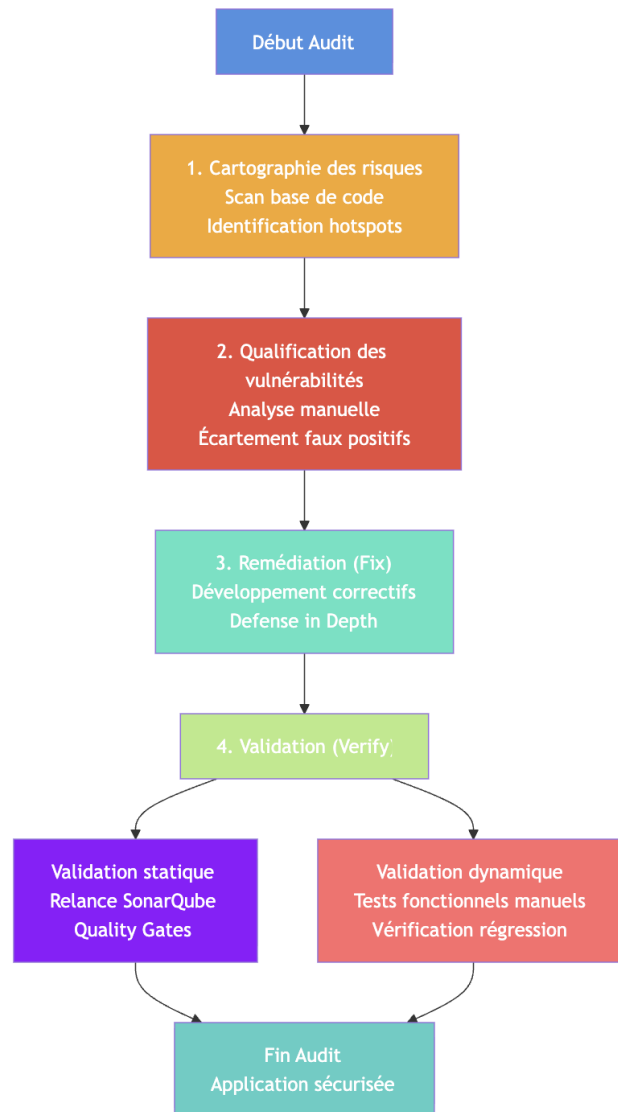 Début Audit
1. Cartographie des risques
Scan base de code
Identification hotspots
2. Qualification des
vulnérabilités
Analyse manuelle
Écartement faux positifs
3. Remédiation (Fix)
Développement correctifs
Defense in Depth
4. Validation (Verify)
Validation statique
Relance SonarQube
Quality Gates
Validation dynamique
Tests fonctionnels manuels
Vérification régression
Fin Audit
Application sécurisée